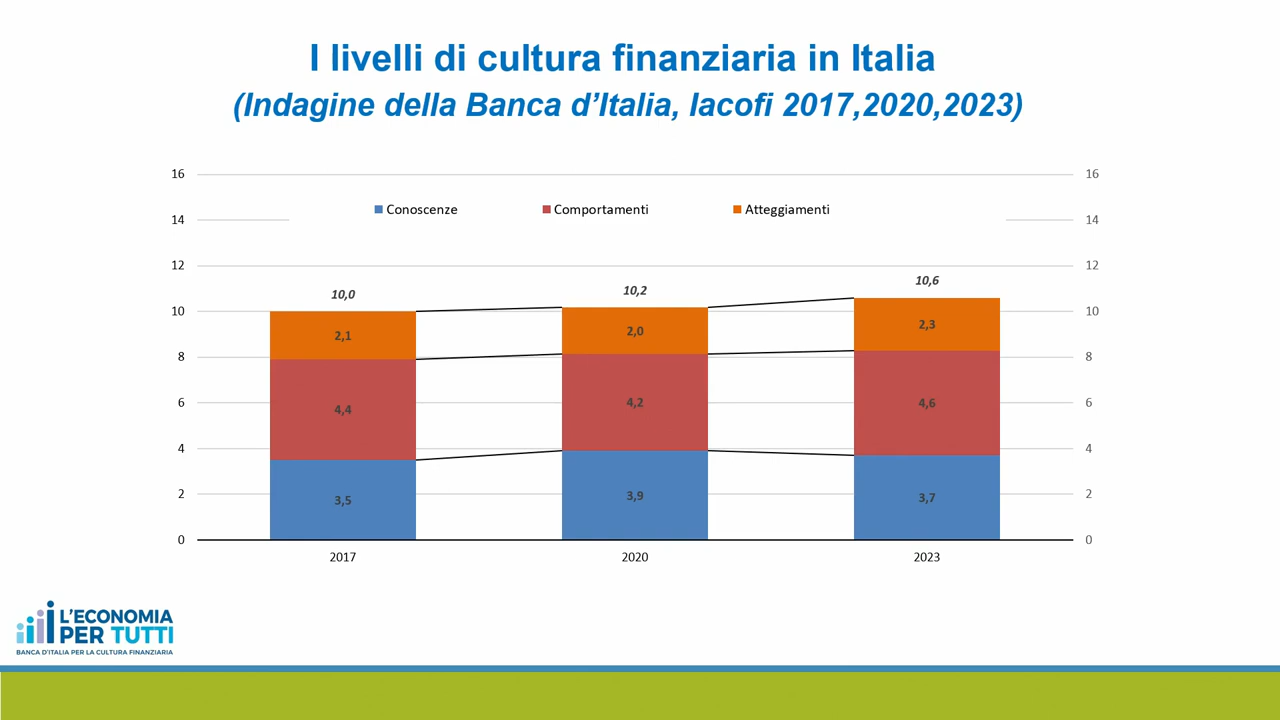 I livelli di cultura finanziaria in Italia
(Indagine della Banca d’Italia, Iacofi 2017,2020,2023)
16 16
Conoscenze Comportamenti Atteggiamenti
14 14
12 12
10,0 10,2 10,6
10 10
2,1 2,0 2,3
8 8
4,4 4,2 4,6
6 6
4 4
3,5 3,9 3,7
2 2
0 0
2017 2020 2023
L’ECONOMIA
PER TUTTI
BANCA D’ITALIA PER LA CULTURA FINANZIARIA